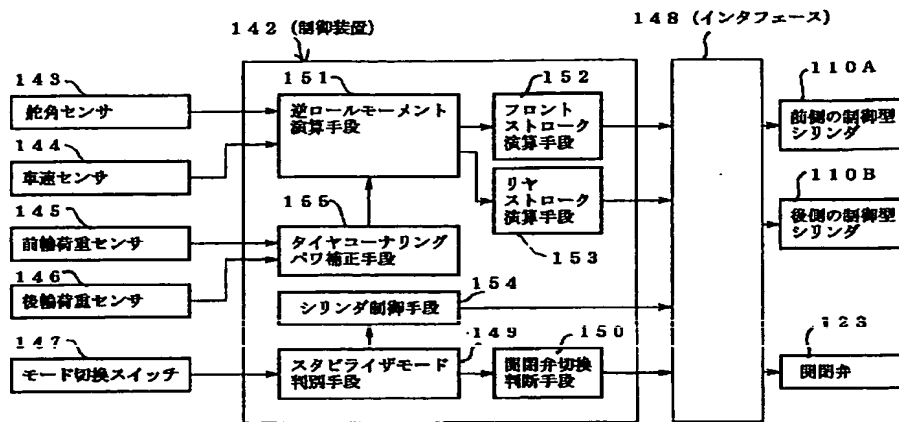 142 (制御装置)
148 (インタフェース)
143
舵角センサ
144
車速センサ
145
前輪荷重センサ
146
後輪荷重センサ
147
モード切換スイッチ
151
逆ロールモーメント
演算手段
155
タイヤコーナリング
パワ補正手段
154
シリンダ制御手段
149
スタビライザモード
判別手段
152
フロント
ストローク
演算手段
リヤ
ストローク
演算手段
153
150
開閉弁切換
判断手段
110A
前側の制御型
シリンダ
110B
後側の制御型
シリンダ
123
開閉弁